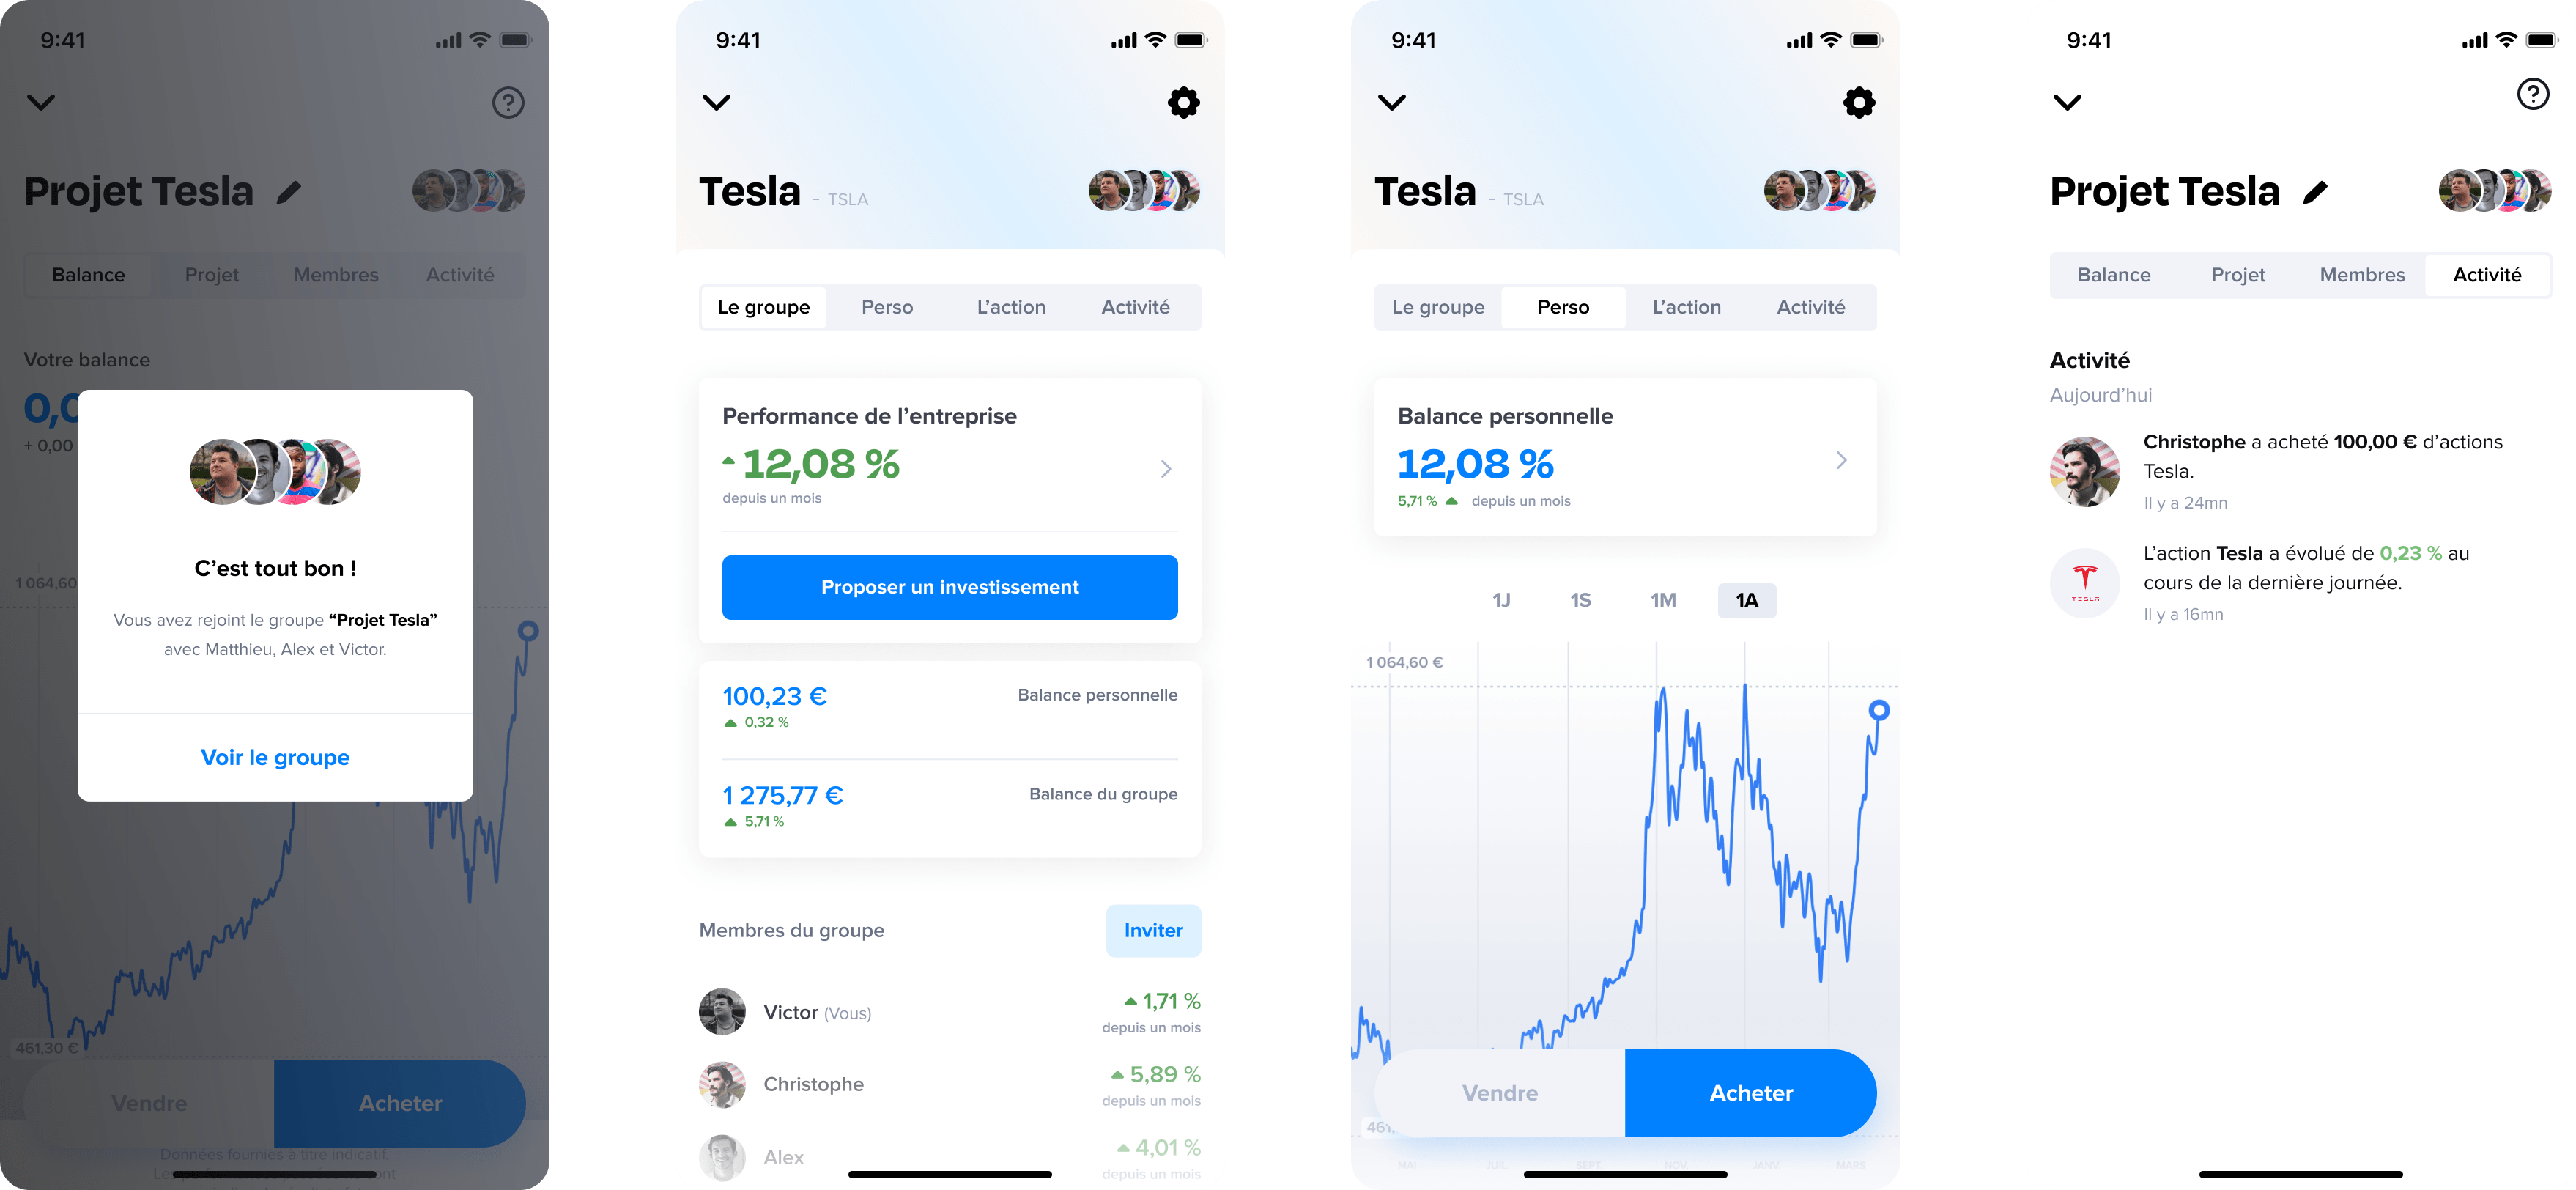 9:41
Projet Tesla
Balance Projet Membres Activité
Votre balance
+ 0,00
C’est tout bon !
Vous avez rejoint le groupe “Projet Tesla”
avec Matthieu, Alex et Victor.
Voir le groupe
1 064,60
461,30 €
Vendre Acheter
Données fournies à titre indicatif.
9:41
Tesla - TSLA
Le groupe Perso L’action Activité
Performance de l’entreprise
12,08 %
depuis un mois
Proposer un investissement
100,23 € Balance personnelle
0,32 %
1 275,77 € Balance du groupe
5,71 %
Membres du groupe Inviter
Victor (Vous) 1,71 %
depuis un mois
Christophe 5,89 %
depuis un mois
Alex 4,01 %
depuis un mois
9:41
Tesla - TSLA
Le groupe Perso L’action Activité
Balance personnelle
12,08 %
5,71 % depuis un mois
1J 1S 1M 1A
1 064,60 €
Vendre Acheter
461,
MAI JUIL. SEPT. NOV. JANV. MARS
9:41
Projet Tesla
Balance Projet Membres Activité
Activité
Aujourd’hui
Christophe a acheté 100,00 € d’actions
Tesla.
Il y a 24mn
L’action Tesla a évolué de 0,23 % au
cours de la dernière journée.
TESLA
Il y a 16mn